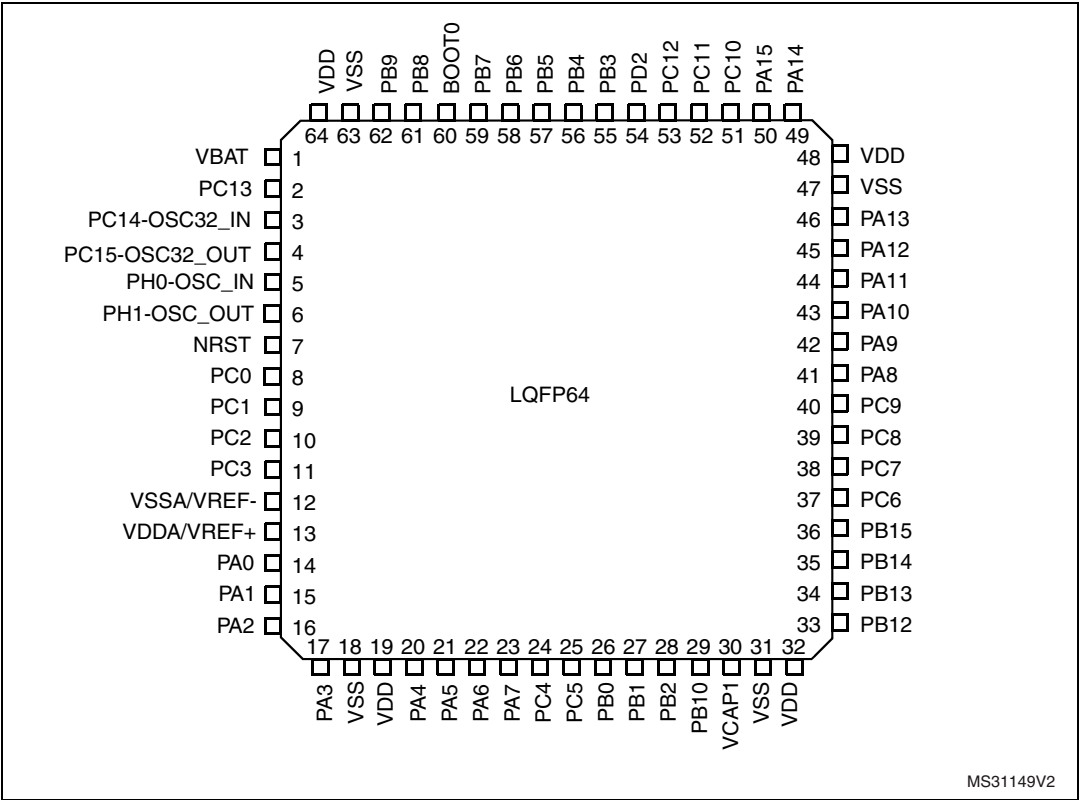 VDD VSS PB9 PB8 BOOT0 PB7 PB6 PB5 PB4 PB3 PD2 PC12 PC11 PC10 PA15 PA14
64 63 62 61 60 59 58 57 56 55 54 53 52 51 50 49
VBAT 1 48 VDD
PC13 2 47 VSS
PC14-OSC32_IN 3 46 PA13
PC15-OSC32_OUT 4 45 PA12
PH0-OSC_IN 5 44 PA11
PH1-OSC_OUT 6 43 PA10
NRST 7 42 PA9
PC0 8 41 PA8
LQFP64
PC1 9 40 PC9
PC2 10 39 PC8
PC3 11 38 PC7
VSSA/VREF- 12 37 PC6
VDDA/VREF+ 13 36 PB15
PA0 14 35 PB14
PA1 15 34 PB13
PA2 16 33 PB12
17 18 19 20 21 22 23 24 25 26 27 28 29 30 31 32
PA3 VSS VDD PA4 PA5 PA6 PA7 PC4 PC5 PB0 PB1 PB2 PB10 VCAP1 VSS VDD
MS31149V2